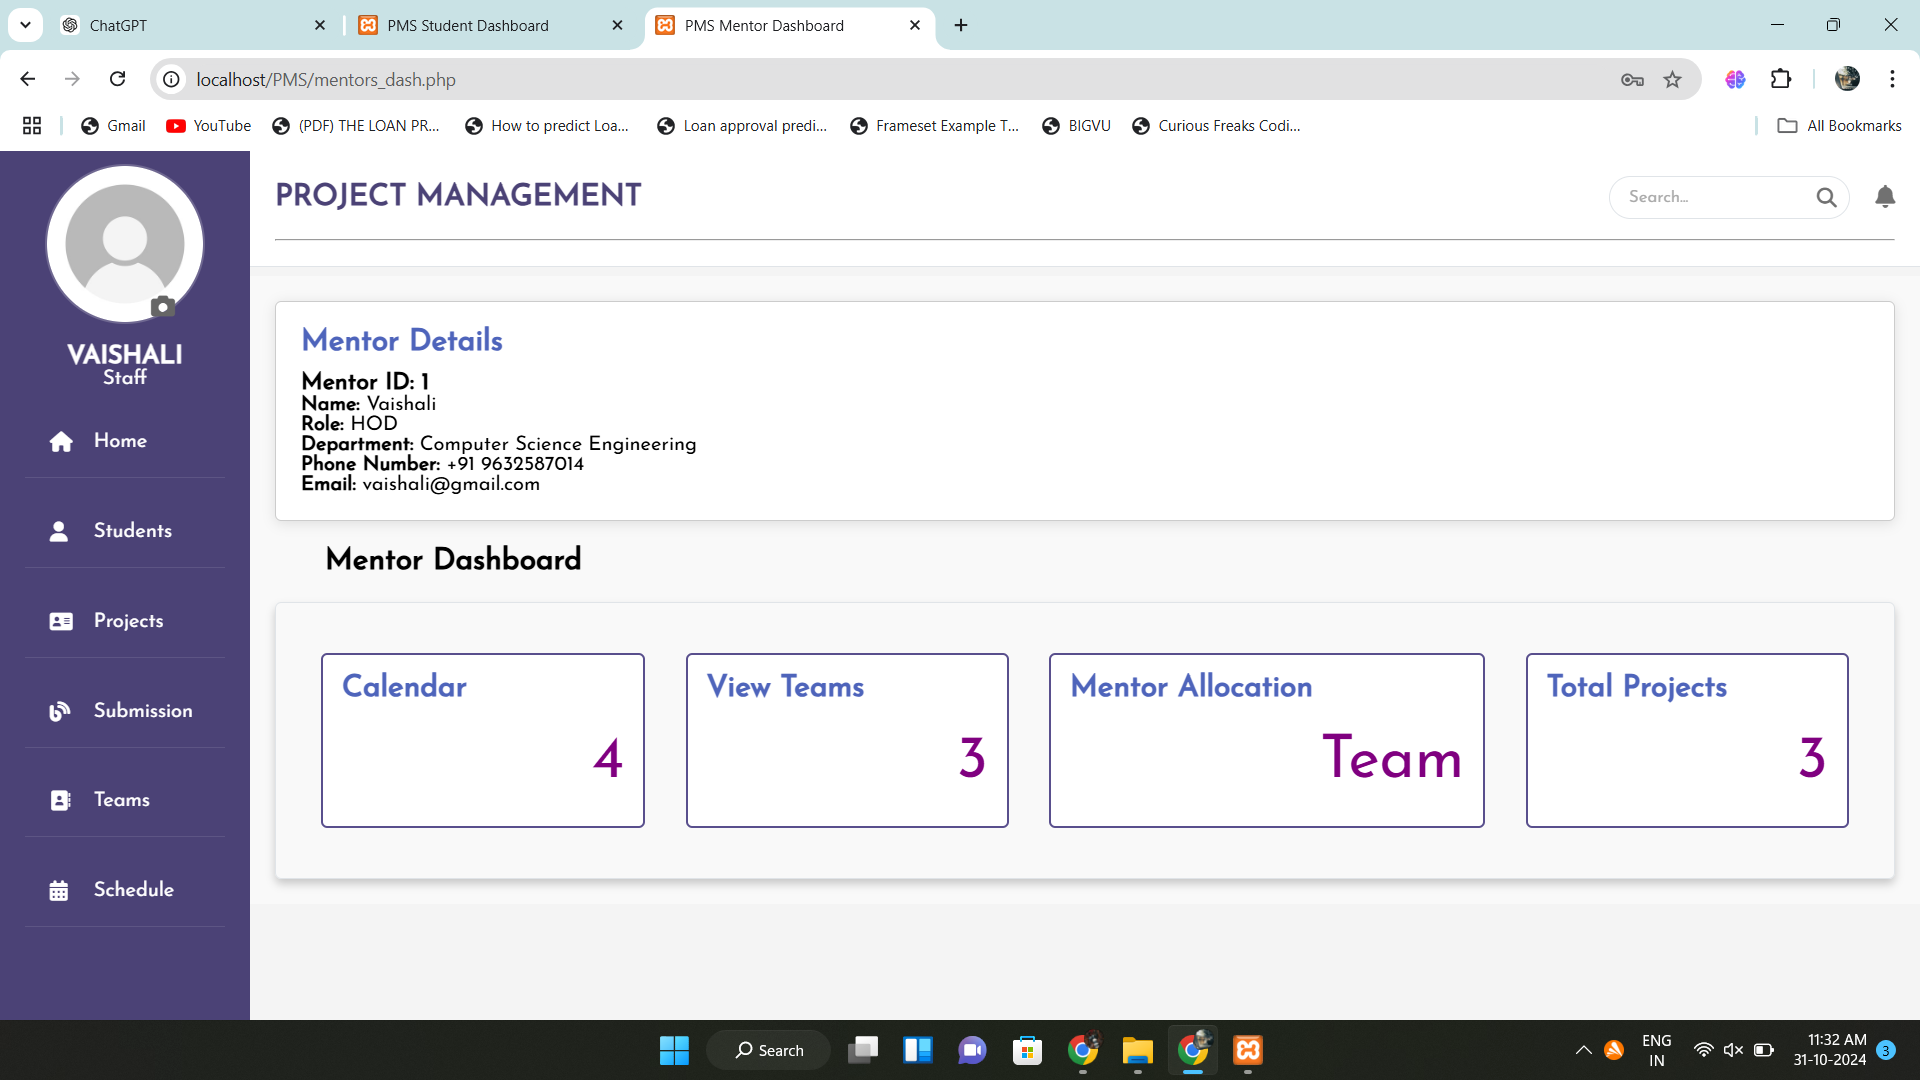 ChatGPT
PMS Student Dashboard
PMS Mentor Dashboard
localhost/PMS/mentors_dash.php
Gmail
YouTube
(PDF) THE LOAN PR...
How to predict Loa...
Loan approval predi...
Frameset Example T...
BIGVU
Curious Freaks Codi...
All Bookmarks
PROJECT MANAGEMENT
Search...
VAISHALI
Staff
Home
Students
Projects
Submission
Teams
Schedule
Mentor Details
Mentor ID: 1
Name: Vaishali
Role: HOD
Department: Computer Science Engineering
Phone Number: +91 9632587014
Email: vaishali@gmail.com
Mentor Dashboard
Calendar
4
View Teams
3
Mentor Allocation
Team
Total Projects
3
Search
ENG
IN
11:32 AM
31-10-2024
3